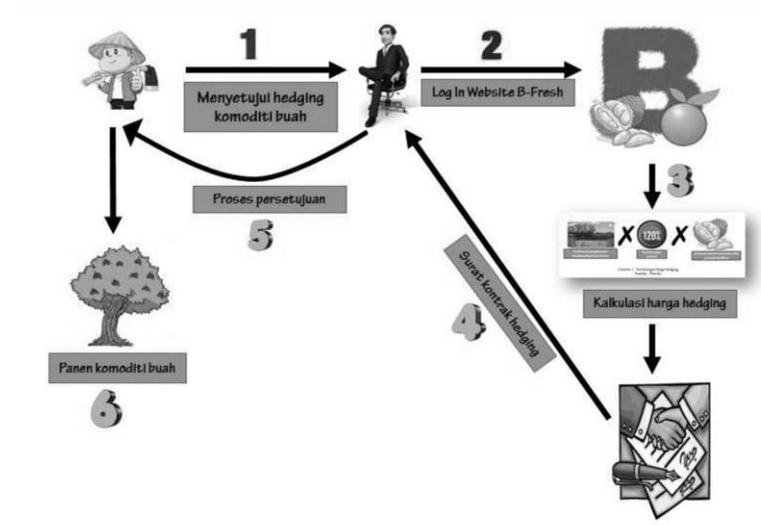 1
Menyetujui hedging
komoditi buah
2
Log In Website B-Fresh
B
3
120%
Kalkulasi harga hedging
4
Surat kontrak hedging
5
Proses persetujuan
6
Panen komoditi buah